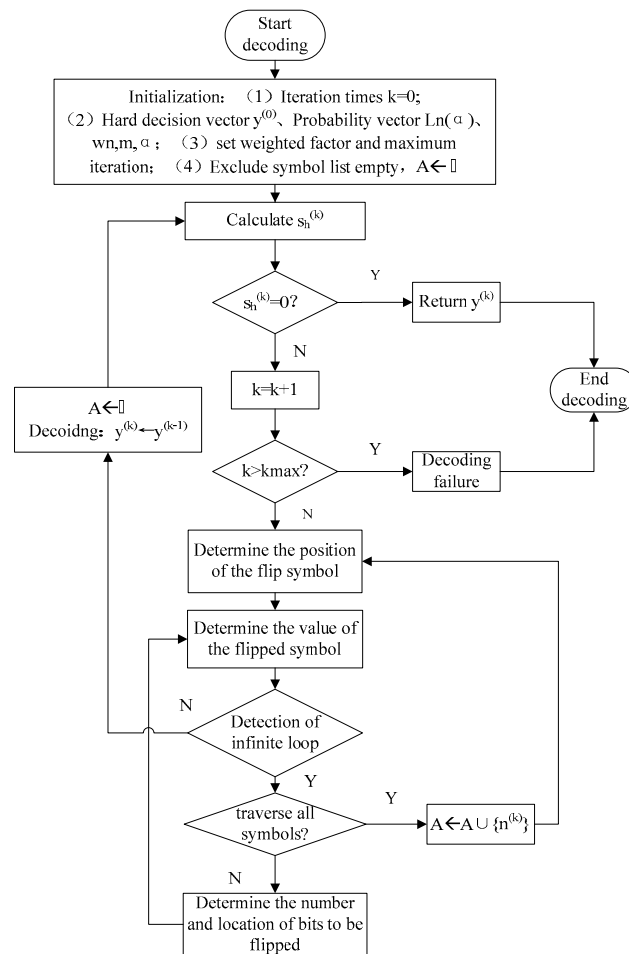 Start
decoding
Initialization: （1）Iteration times k=0;
（2）Hard decision vector y(0)、Probability vector Ln(α)、
wn,m,α；（3）set weighted factor and maximum
iteration；（4）Exclude symbol list empty，A←▯
Calculate sh(k)
sh(k)=0?
Y
Return y(k)
N
k=k+1
End
decoding
A←▯
Decoidng：y(k)←y(k-1)
k>kmax?
Y
Decoding
failure
N
Determine the position
of the flip symbol
Determine the value of
the flipped symbol
N
Detection of
infinite loop
Y
traverse all
symbols?
Y
A←A∪{n(k)}
N
Determine the number
and location of bits to be
flipped